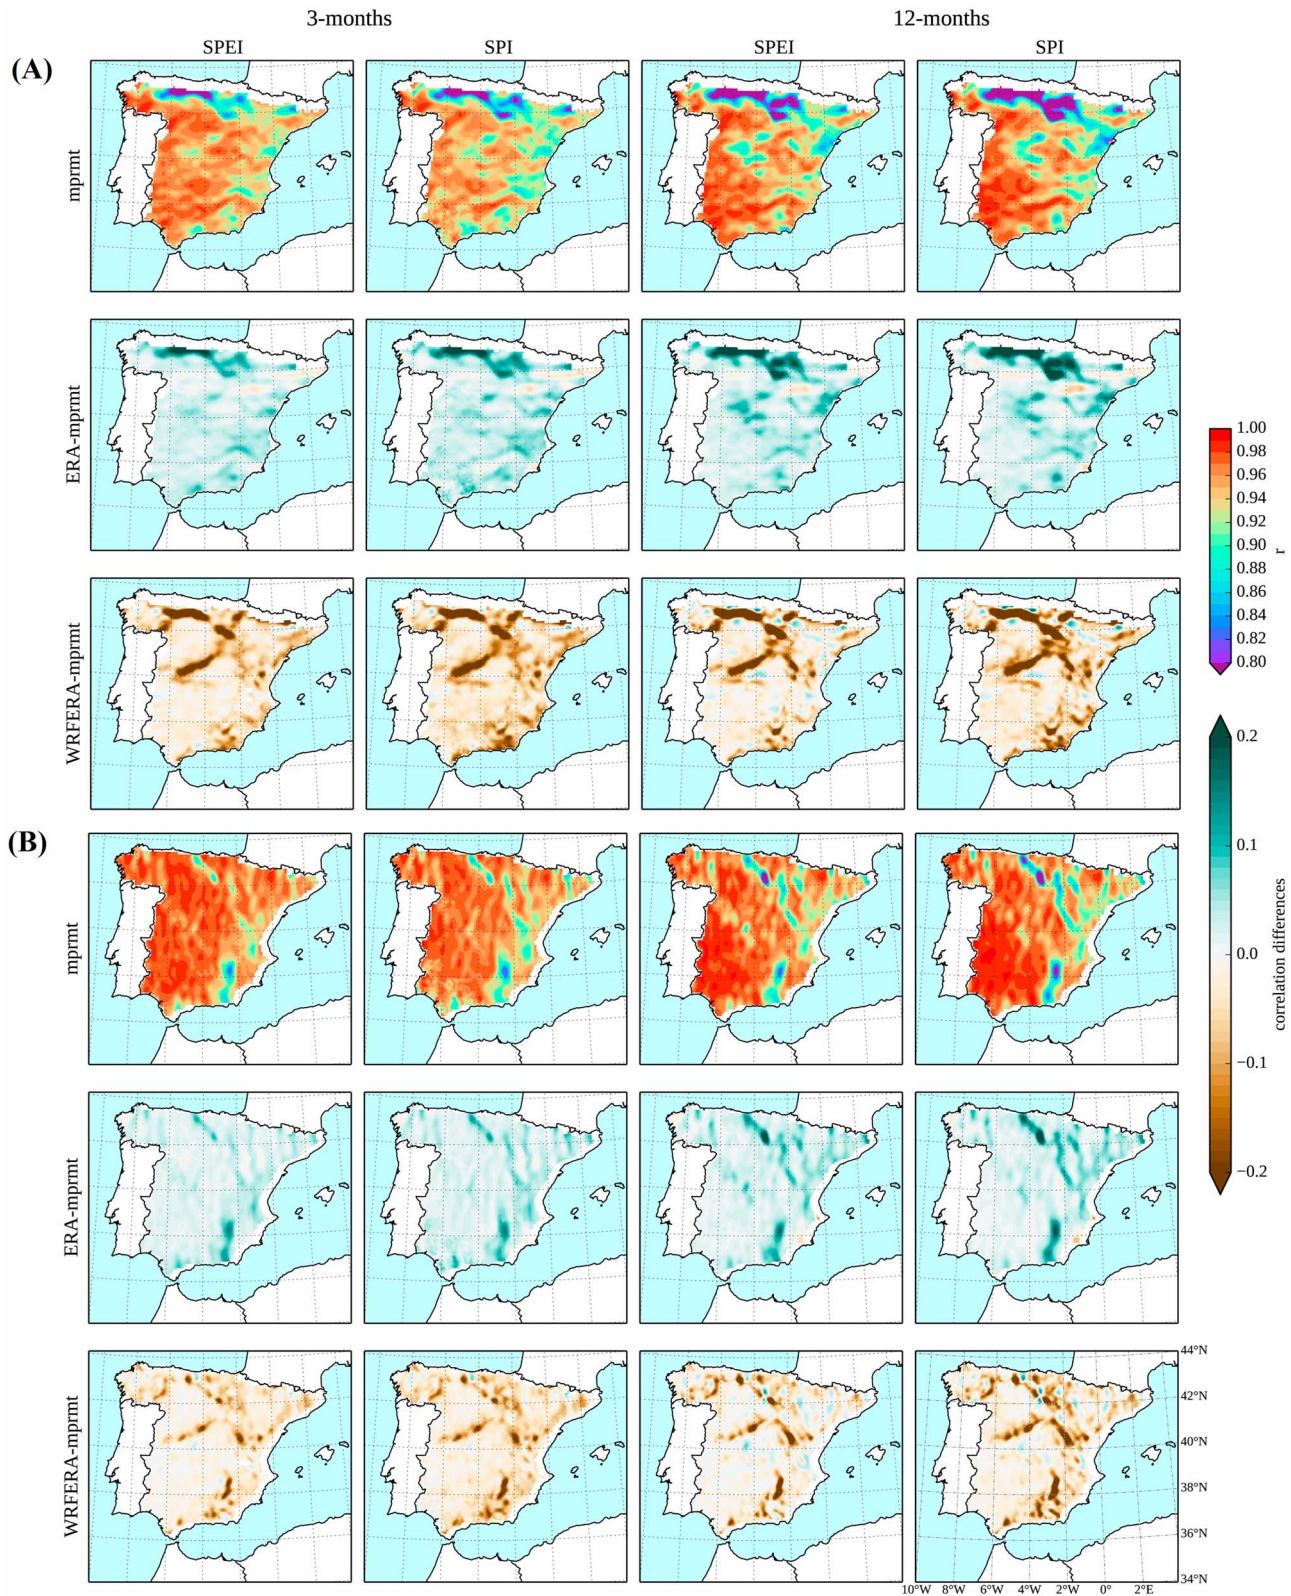 3-months
12-months
SPEI
SPI
SPEI
SPI
(A)
mprmt
ERA-mprmt
WRFERA-mprmt
1.00
0.98
0.96
0.94
0.92
0.90
0.88
0.86
0.84
0.82
0.80
r
0.2
0.1
0.0
−0.1
−0.2
correlation differences
(B)
mprmt
ERA-mprmt
WRFERA-mprmt
44°N
42°N
40°N
38°N
36°N
34°N
10°W 8°W 6°W 4°W 2°W 0° 2°E